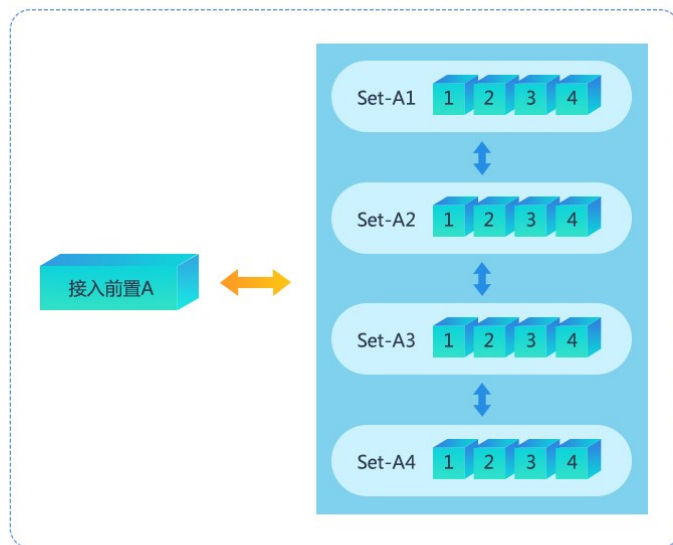 Set-A1 1 2 3 4
Set-A2 1 2 3 4
接入前置A
Set-A3 1 2 3 4
Set-A4 1 2 3 4